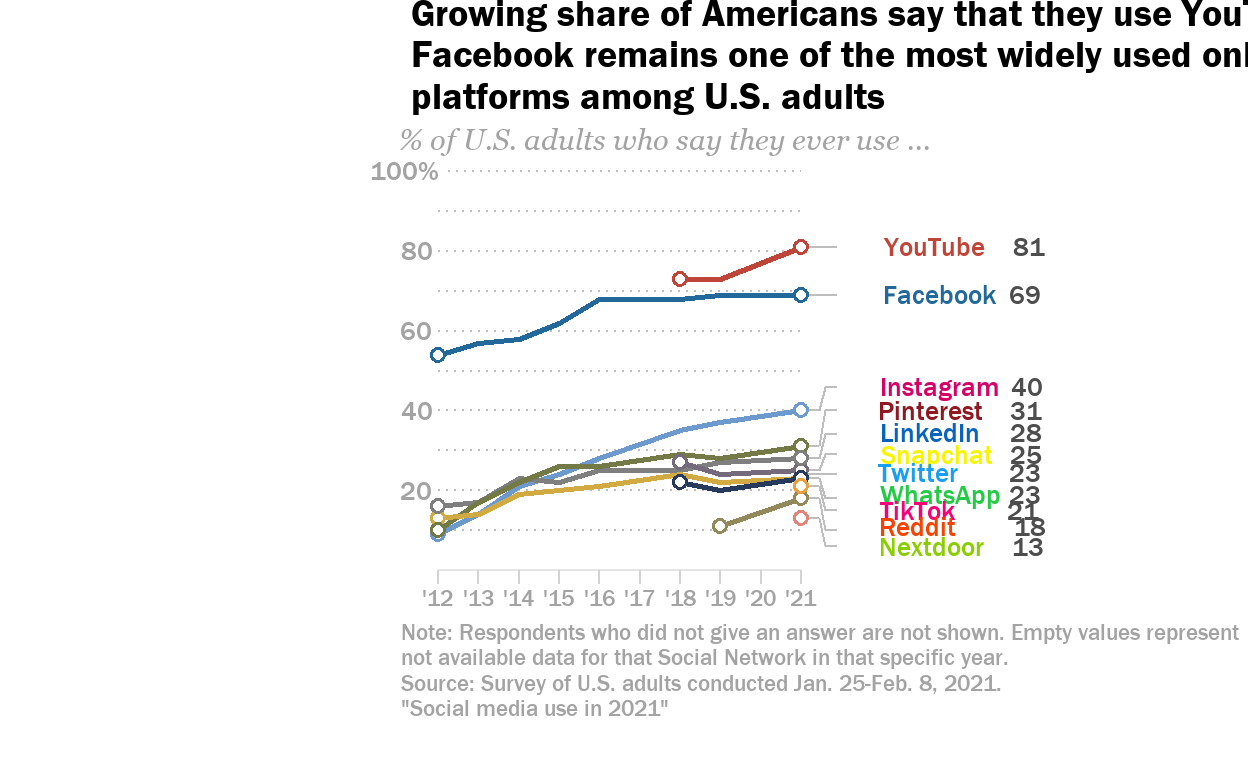 Growing share of Americans say that they use You
Facebook remains one of the most widely used onl
platforms among U.S. adults
% of U.S. adults who say they ever use ...
100%
80
60
40
20
YouTube 81
Facebook 69
Instagram 40
Pinterest 31
LinkedIn 28
Snapchat 25
Twitter 23
WhatsApp 23
TikTok 21
Reddit 18
Nextdoor 13
'12 '13 '14 '15 '16 '17 '18 '19 '20 '21
Note: Respondents who did not give an answer are not shown. Empty values represent
not available data for that Social Network in that specific year.
Source: Survey of U.S. adults conducted Jan. 25-Feb. 8, 2021.
"Social media use in 2021"